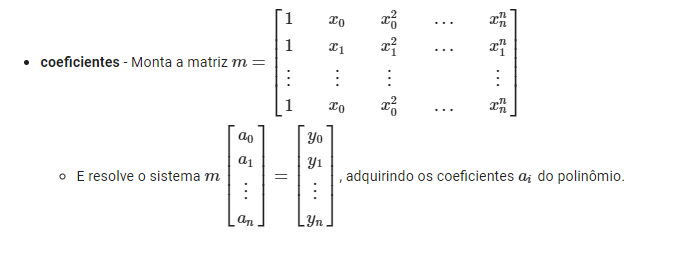 • coeficientes - Monta a matriz m = [1 x₀ x₀² … xₙⁿ
1 x₁ x₁² … x₁ⁿ
⋮ ⋮ ⋮ ⋮
1 x₀ x₀² … xₙⁿ]
◦ E resolve o sistema m [a₀ a₁ ⋮ aₙ] = [y₀ y₁ ⋮ yₙ] , adquirindo os coeficientes aᵢ do polinômio.